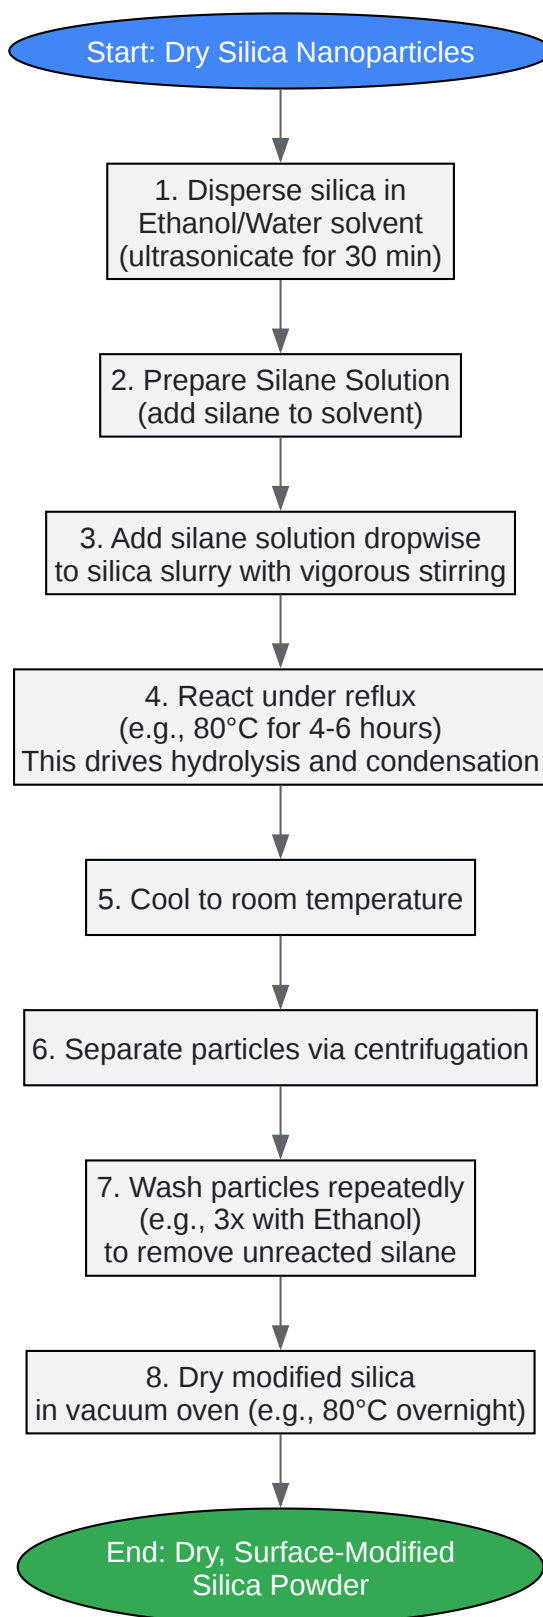 Start: Dry Silica Nanoparticles
1. Disperse silica in
Ethanol/Water solvent
(ultrasonicate for 30 min)
2. Prepare Silane Solution
(add silane to solvent)
3. Add silane solution dropwise
to silica slurry with vigorous stirring
4. React under reflux
(e.g., 80°C for 4-6 hours)
This drives hydrolysis and condensation
5. Cool to room temperature
6. Separate particles via centrifugation
7. Wash particles repeatedly
(e.g., 3x with Ethanol)
to remove unreacted silane
8. Dry modified silica
in vacuum oven (e.g., 80°C overnight)
End: Dry, Surface-Modified
Silica Powder